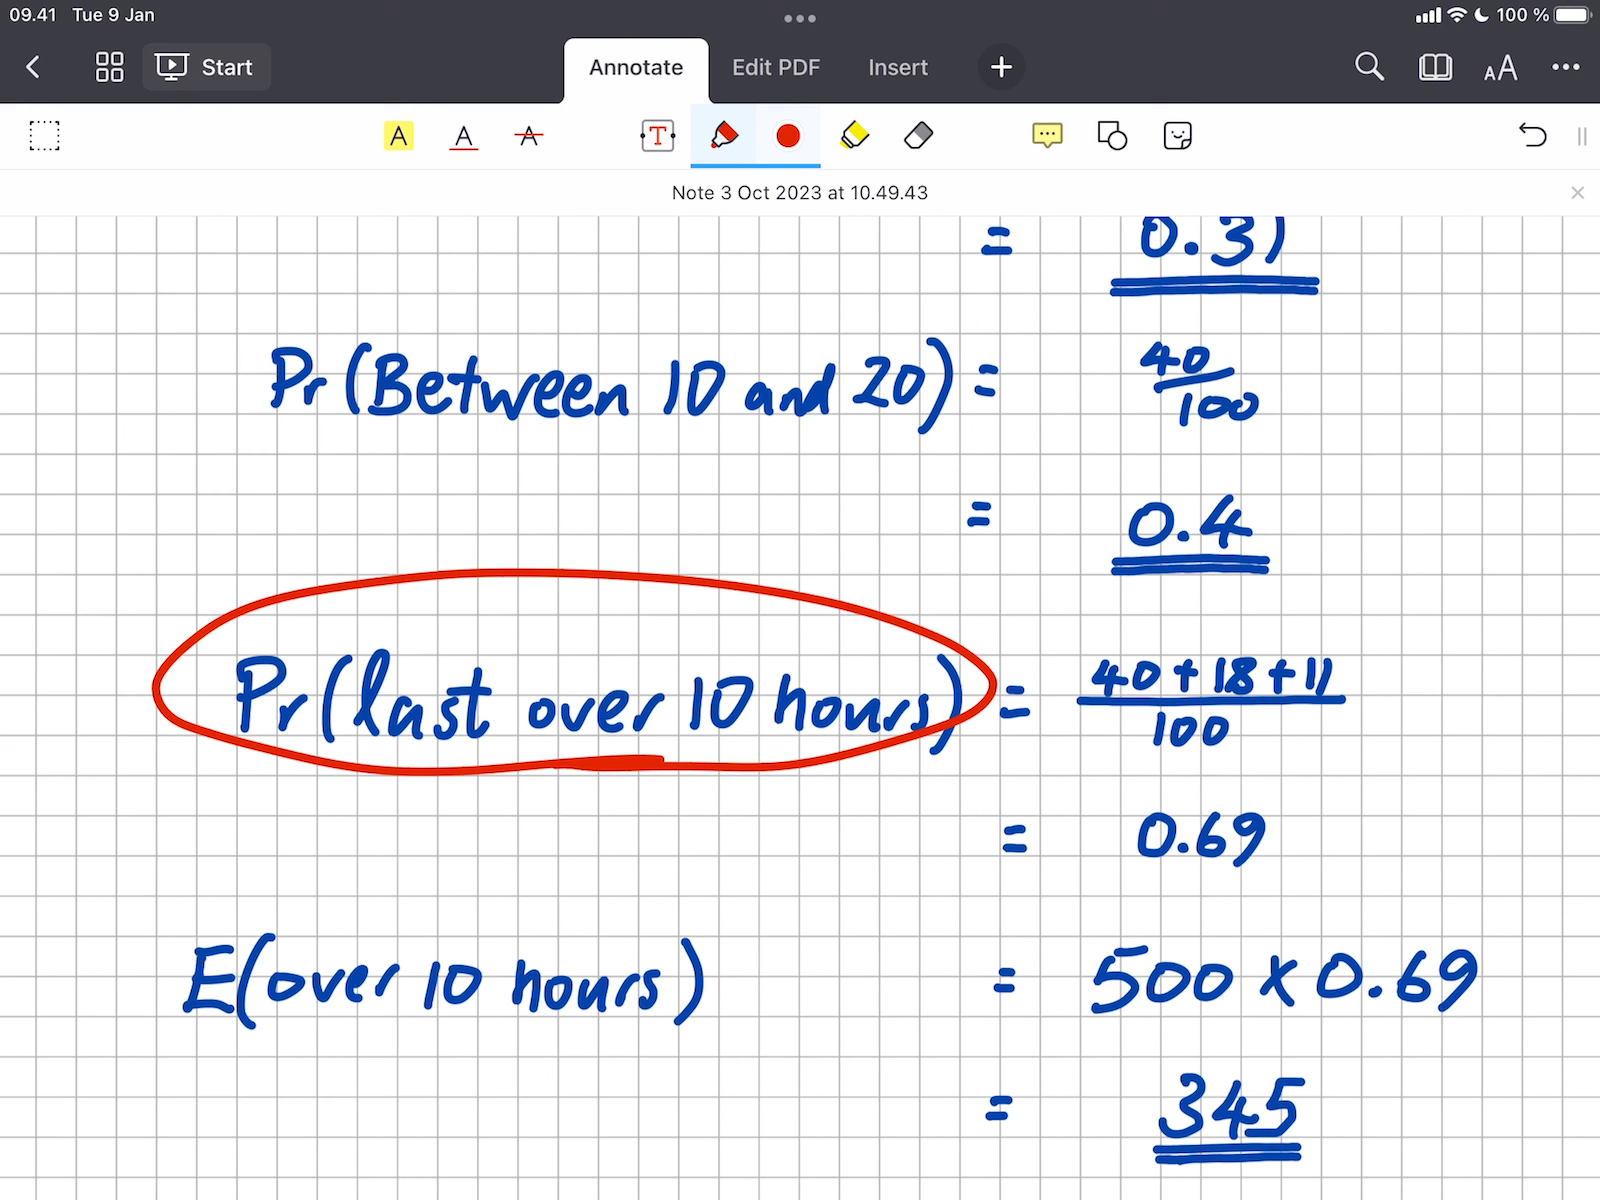 09.41 Tue 9 Jan 100 %
Start Annotate Edit PDF Insert AA
A A A T
Note 3 Oct 2023 at 10.49.43
= 0.31
Pr (Between 10 and 20) = 40/100
= 0.4
Pr (last over 10 hours) = 40 + 18 + 11 / 100
= 0.69
E(over 10 hours) = 500 x 0.69
= 345